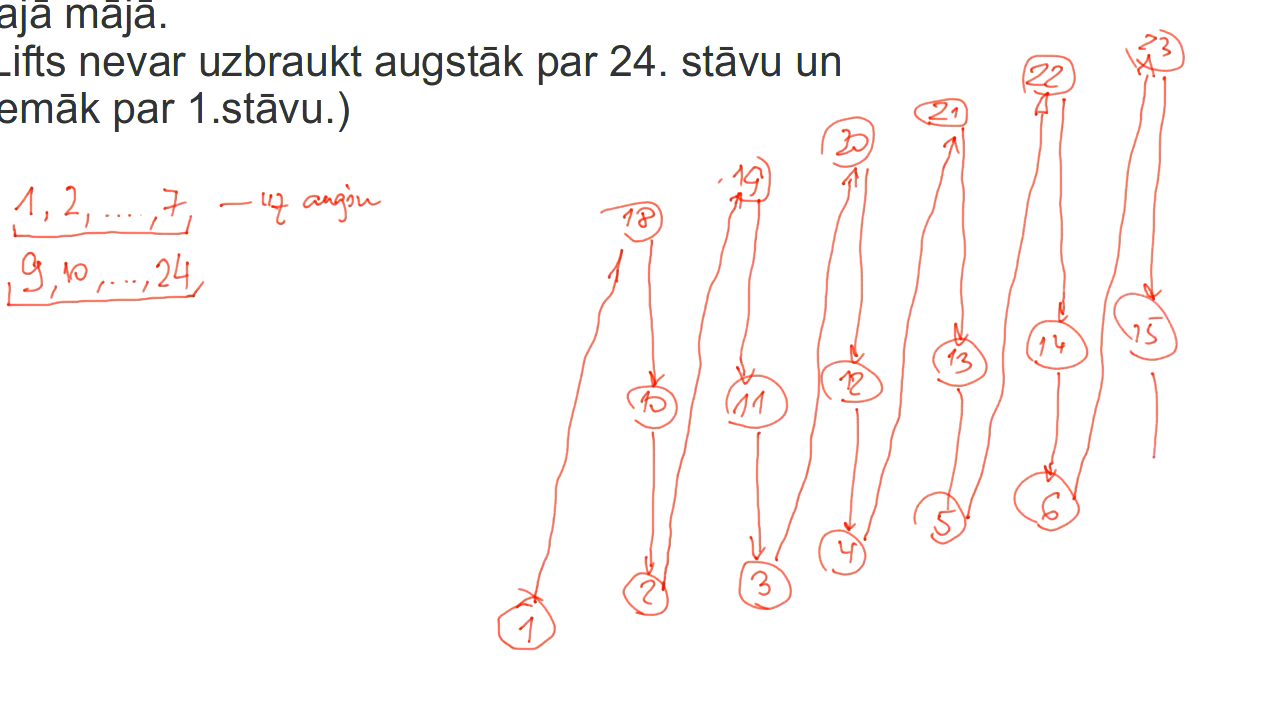 ajā mājā.
Lifts nevar uzbraukt augstāk par 24. stāvu un
emāk par 1.stāvu.)
1, 2, ...., 7, — uz augšu
9, 10, ..., 24,
18 19 20 21 22 23
10 11 12 13 14 15
1 2 3 4 5 6